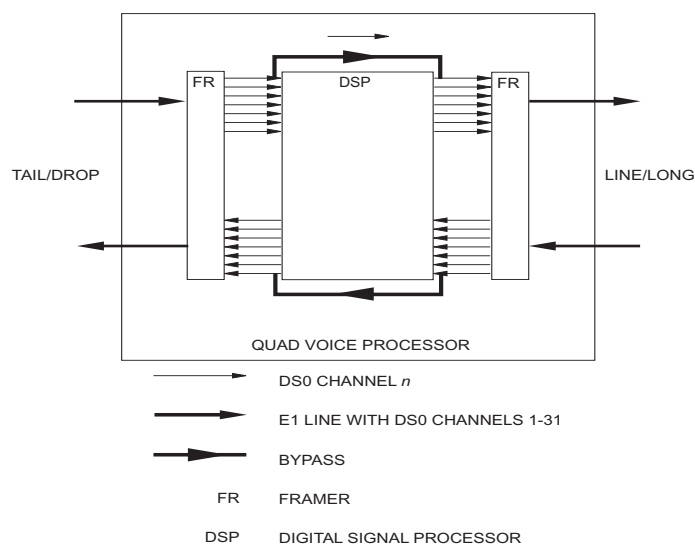 FR DSP FR
TAIL/DROP LINE/LONG
QUAD VOICE PROCESSOR
DS0 CHANNEL n
E1 LINE WITH DS0 CHANNELS 1-31
BYPASS
FR FRAMER
DSP DIGITAL SIGNAL PROCESSOR